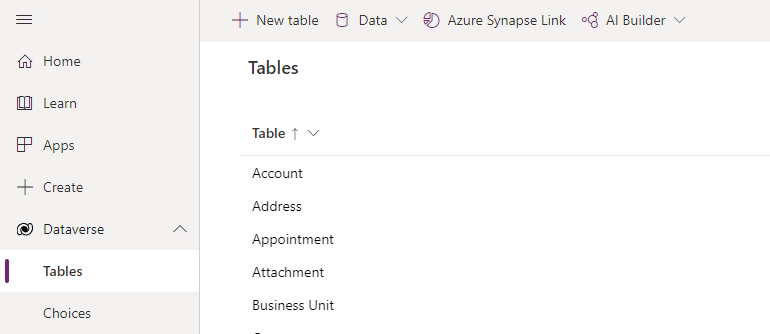 New table Data Azure Synapse Link AI Builder
Home
Learn
Apps
Create
Dataverse
Tables
Choices
Tables
Table
Account
Address
Appointment
Attachment
Business Unit